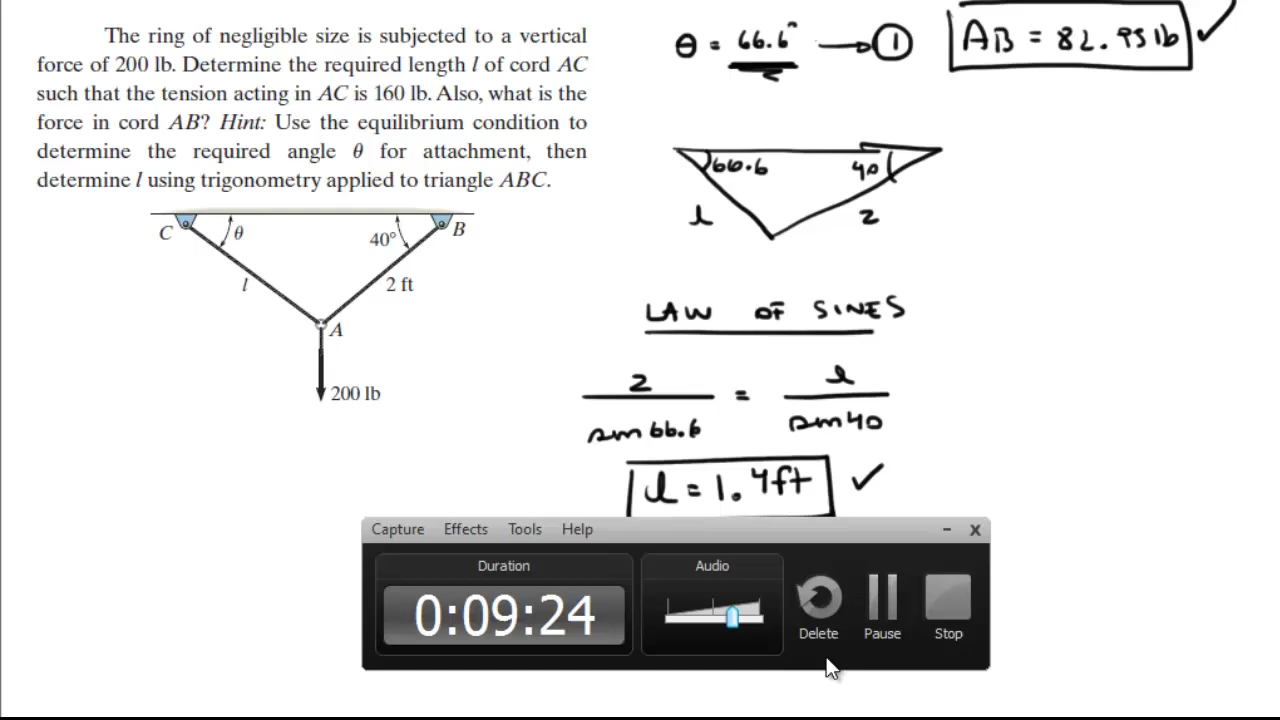 The ring of negligible size is subjected to a vertical
force of 200 lb. Determine the required length l of cord AC
such that the tension acting in AC is 160 lb. Also, what is the
force in cord AB? Hint: Use the equilibrium condition to
determine the required angle θ for attachment, then
determine l using trigonometry applied to triangle ABC.
C
θ
40°
B
l
2 ft
A
200 lb
θ = 66.6° → 1
AB = 82.95 lb ✓
66.6
40
l
2
LAW OF SINES
2 / sin 66.6 = l / sin 40
l = 1.4 ft ✓
Capture Effects Tools Help
Duration
0:09:24
Audio
Delete
Pause
Stop